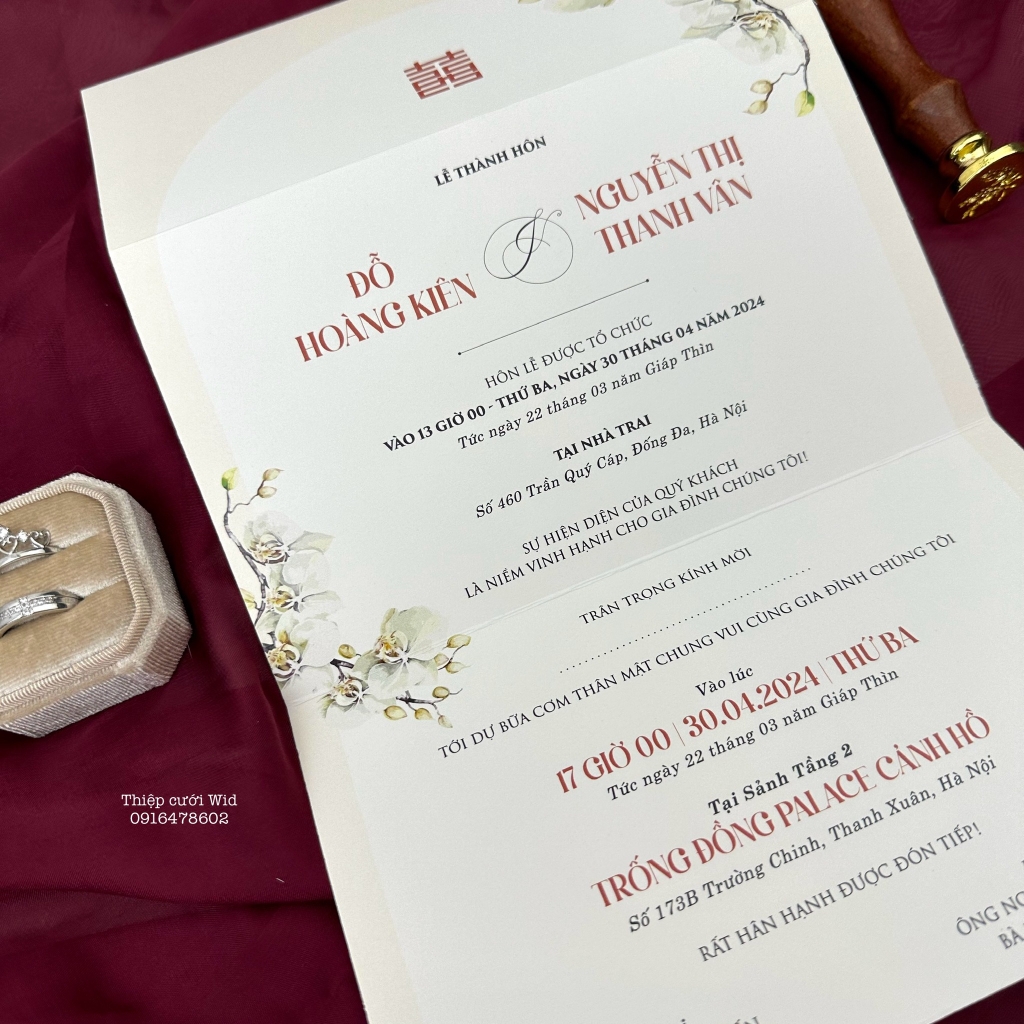 囍
LỄ THÀNH HÔN
ĐỖ
HOÀNG KIÊN
&
NGUYỄN THỊ
THANH VÂN
HÔN LỄ ĐƯỢC TỔ CHỨC
VÀO 13 GIỜ 00 - THỨ BA, NGÀY 30 THÁNG 04 NĂM 2024
Tức ngày 22 tháng 03 năm Giáp Thìn
TẠI NHÀ TRAI
Số 460 Trần Quý Cáp, Đống Đa, Hà Nội
SỰ HIỆN DIỆN CỦA QUÝ KHÁCH
LÀ NIỀM VINH HẠNH CHO GIA ĐÌNH CHÚNG TÔI!
TRÂN TRỌNG KÍNH MỜI
TỚI DỰ BỮA CƠM THÂN MẬT CHUNG VUI CÙNG GIA ĐÌNH CHÚNG TÔI
Vào lúc
17 GIỜ 00 | 30.04.2024 | THỨ BA
Tức ngày 22 tháng 03 năm Giáp Thìn
Tại Sảnh Tầng 2
TRỐNG ĐỒNG PALACE CẢNH HỒ
Số 173B Trường Chinh, Thanh Xuân, Hà Nội
RẤT HÂN HẠNH ĐƯỢC ĐÓN TIẾP!
ÔNG
BÀ
Thiệp cưới Wid
0916478602